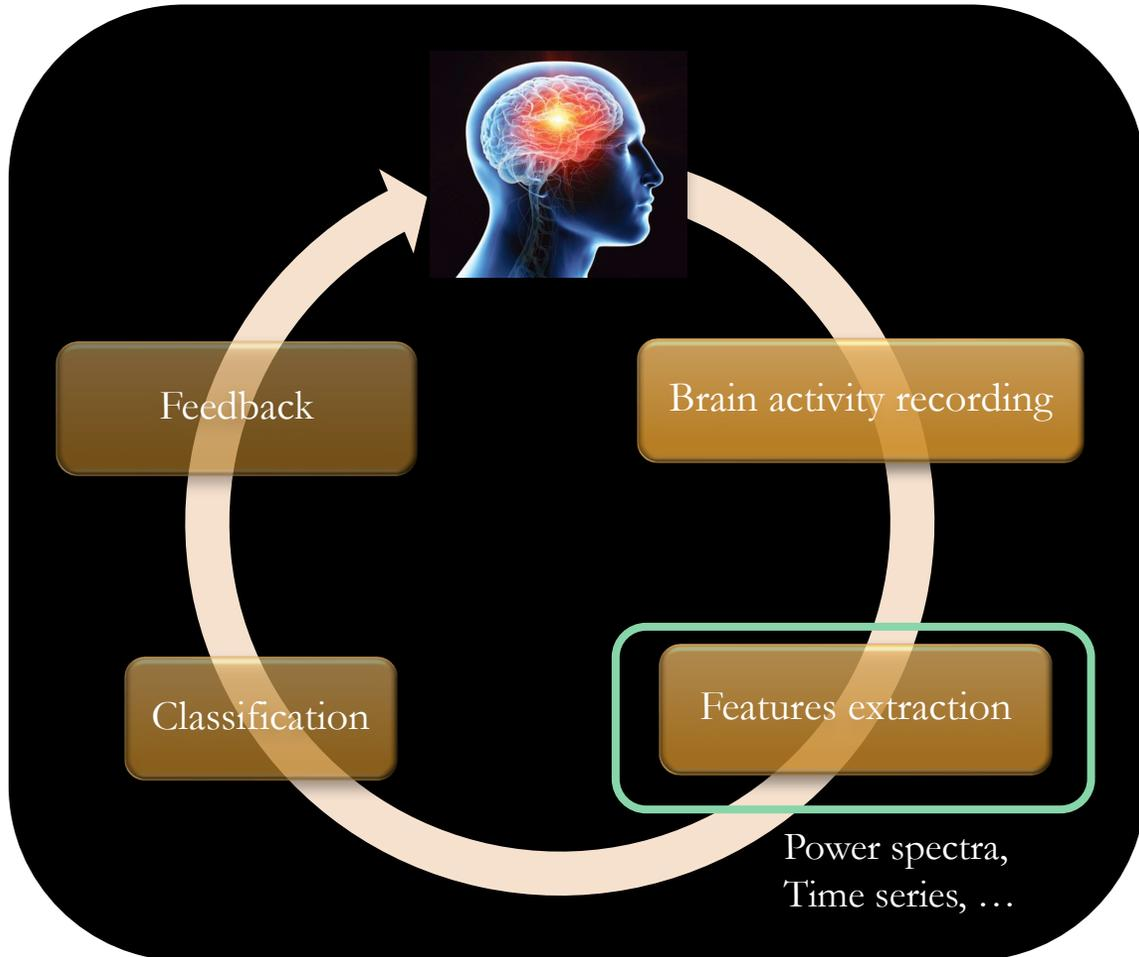 Feedback
Brain activity recording
Classification
Features extraction
Power spectra,
Time series, …